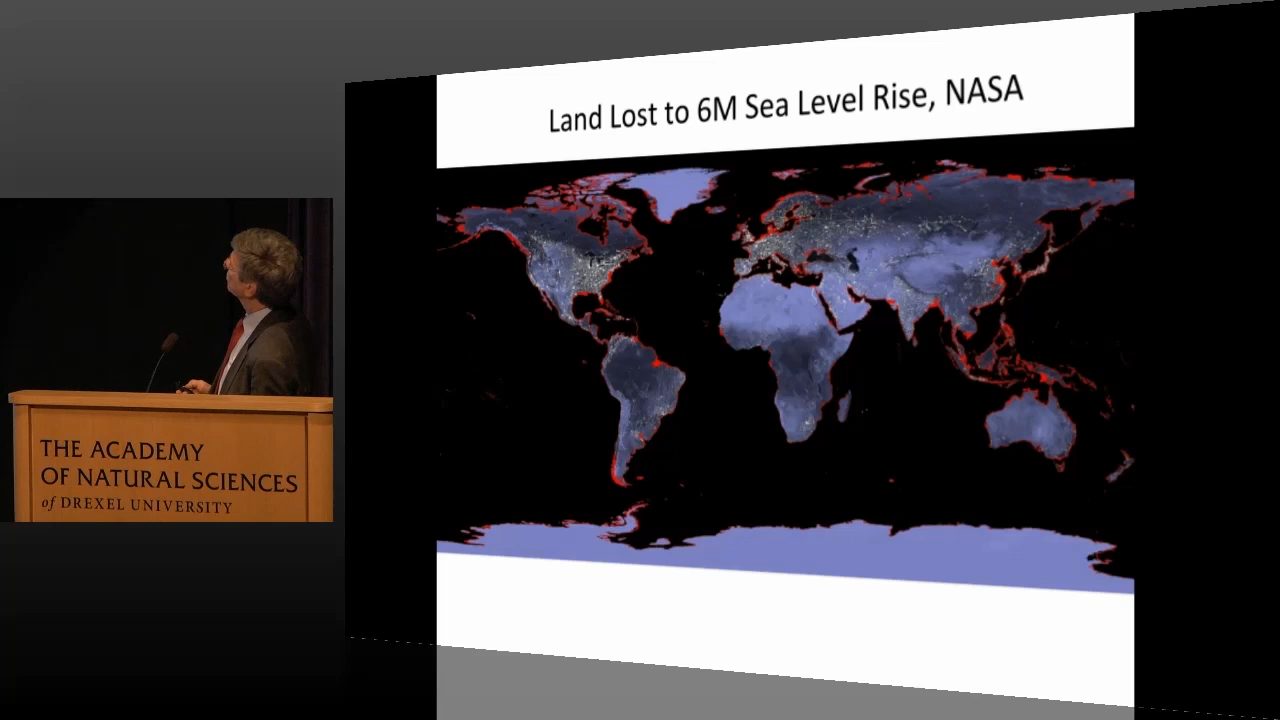 Land Lost to 6M Sea Level Rise, NASA
THE ACADEMY
OF NATURAL SCIENCES
of DREXEL UNIVERSITY